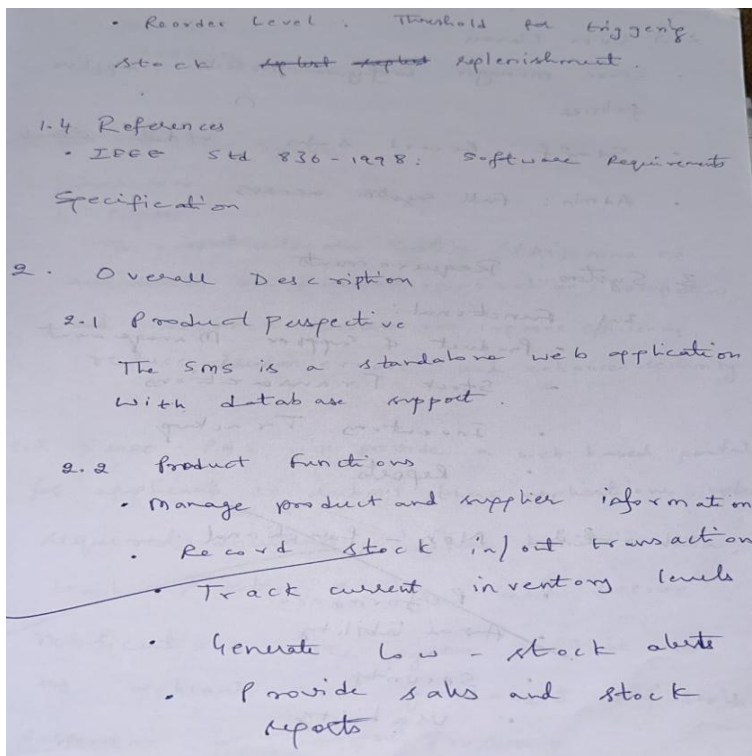 • Reorder Level : Threshold for triggering
stock replenishment.
1.4 References
• IEEE Std 830-1998: Software Requirements
Specification
2. Overall Description
2.1 Product Perspective
The SMS is a standalone web application
with database support.
2.2 Product Functions
• Manage product and supplier information
• Record stock in/out transaction
• Track current inventory levels
• Generate Low-stock alerts
• Provide sales and stock
reports